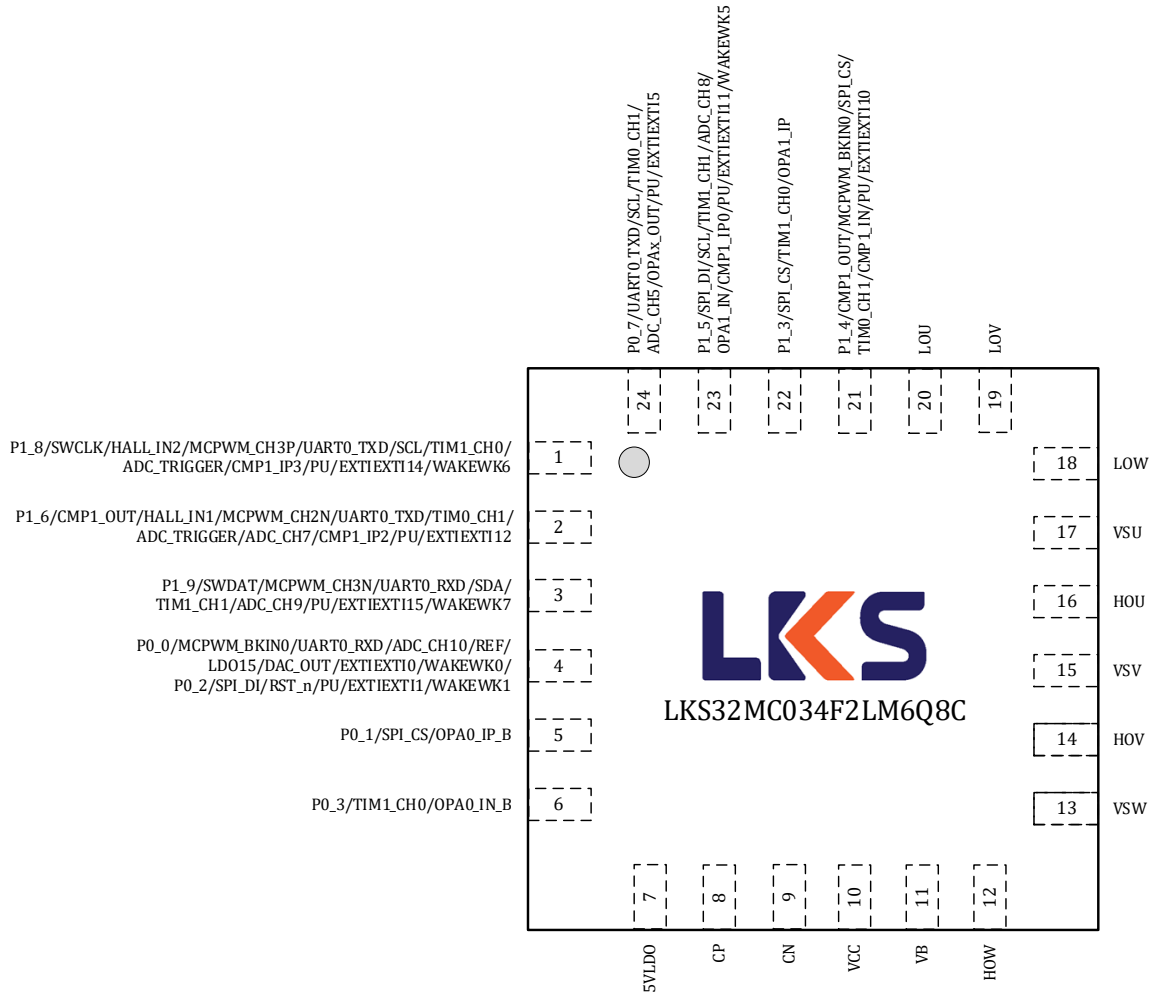 P0_7/UART0_TXD/SCL/TIM0_CH1/
ADC_CH5/OPAx_OUT/PU/EXTIEXTI5
P1_5/SPI_DI/SCL/TIM1_CH1/ADC_CH8/
OPA1_IN/CMP1_IP0/PU/EXTIEXTI11/WAKEWK5
P1_3/SPI_CS/TIM1_CH0/OPA1_IP
P1_4/CMP1_OUT/MCPWM_BKIN0/SPI_CS/
TIM0_CH1/CMP1_IN/PU/EXTIEXTI10
LOU
LOV
24
23
22
21
20
19
P1_8/SWCLK/HALL_IN2/MCPWM_CH3P/UART0_TXD/SCL/TIM1_CH0/
ADC_TRIGGER/CMP1_IP3/PU/EXTIEXTI14/WAKEWK6
1
P1_6/CMP1_OUT/HALL_IN1/MCPWM_CH2N/UART0_TXD/TIM0_CH1/
ADC_TRIGGER/ADC_CH7/CMP1_IP2/PU/EXTIEXTI12
2
P1_9/SWDAT/MCPWM_CH3N/UART0_RXD/SDA/
TIM1_CH1/ADC_CH9/PU/EXTIEXTI15/WAKEWK7
3
P0_0/MCPWM_BKIN0/UART0_RXD/ADC_CH10/REF/
LDO15/DAC_OUT/EXTIEXTI0/WAKEWK0/
P0_2/SPI_DI/RST_n/PU/EXTIEXTI1/WAKEWK1
4
P0_1/SPI_CS/OPA0_IP_B
5
P0_3/TIM1_CH0/OPA0_IN_B
6
LKS
LKS32MC034F2LM6Q8C
18 LOW
17 VSU
16 HOU
15 VSV
14 HOV
13 VSW
7
8
9
10
11
12
5VLDO
CP
CN
VCC
VB
HOW